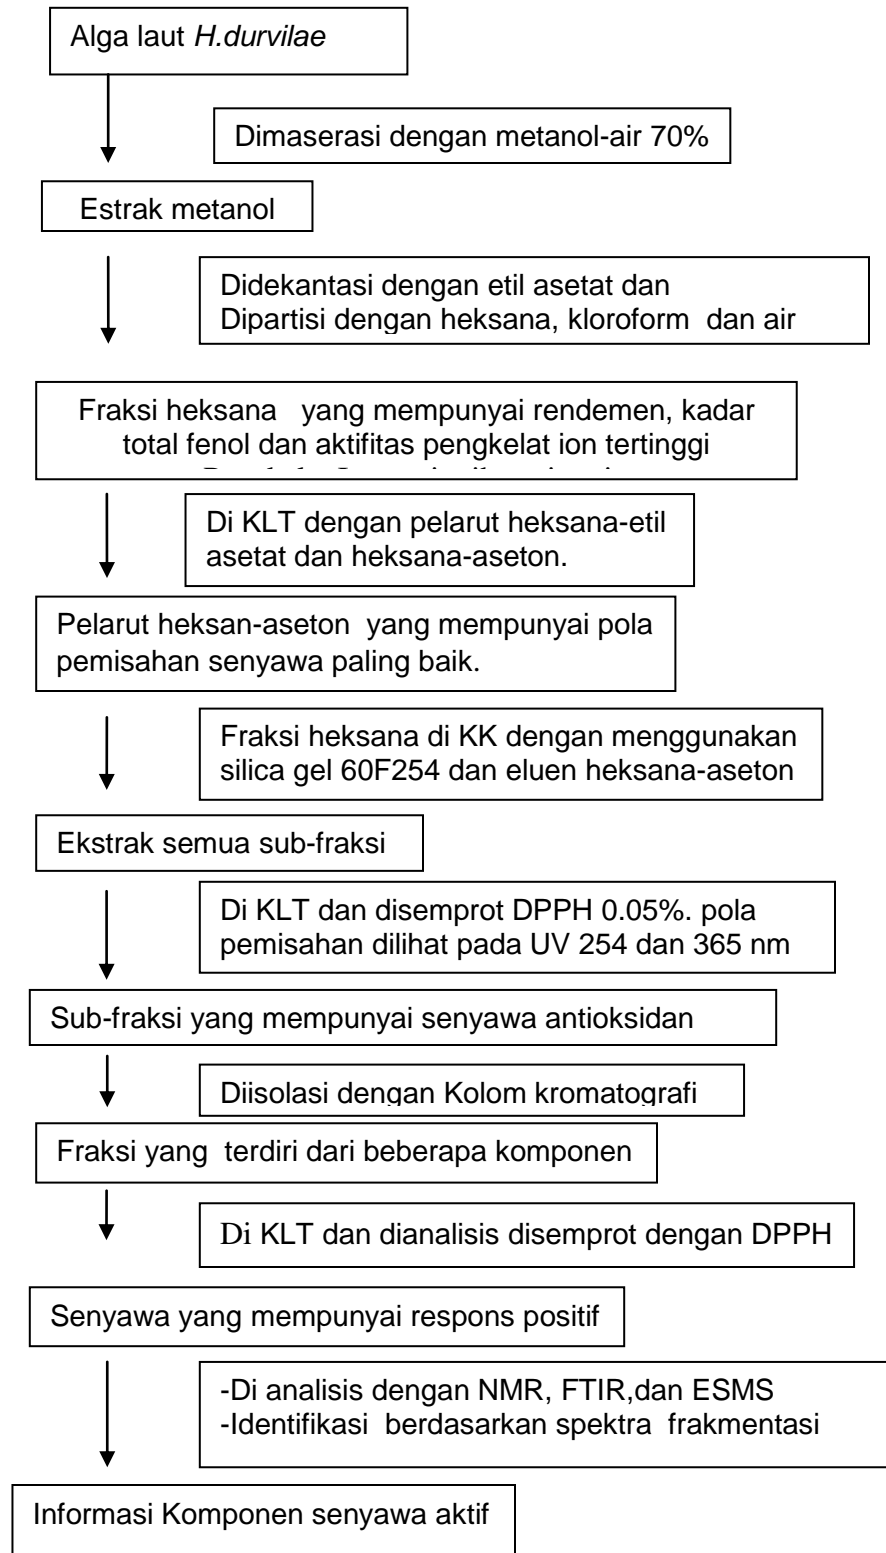 Alga laut H.durvilae
Dimaserasi dengan metanol-air 70%
Estrak metanol
Didekantasi dengan etil asetat dan
Dipartisi dengan heksana, kloroform dan air
Fraksi heksana yang mempunyai rendemen, kadar
total fenol dan aktifitas pengkelat ion tertinggi
Di KLT dengan pelarut heksana-etil
asetat dan heksana-aseton.
Pelarut heksan-aseton yang mempunyai pola
pemisahan senyawa paling baik.
Fraksi heksana di KK dengan menggunakan
silica gel 60F254 dan eluen heksana-aseton
Ekstrak semua sub-fraksi
Di KLT dan disemprot DPPH 0.05%. pola
pemisahan dilihat pada UV 254 dan 365 nm
Sub-fraksi yang mempunyai senyawa antioksidan
Diisolasi dengan Kolom kromatografi
Fraksi yang terdiri dari beberapa komponen
Di KLT dan dianalisis disemprot dengan DPPH
Senyawa yang mempunyai respons positif
-Di analisis dengan NMR, FTIR,dan ESMS
-Identifikasi berdasarkan spektra frakmentasi
Informasi Komponen senyawa aktif